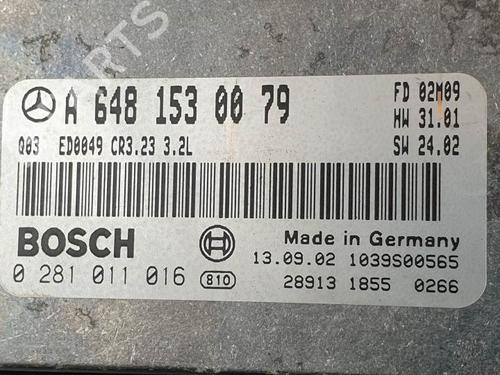 A 648 153 00 79
FD 02M09
HW 31.01
Q03 ED0049 CR3.23 3.2L
SW 24.02
BOSCH
Made in Germany
13.09.02 1039S00565
0 281 011 016 810
28913 1855 0266
PARTS